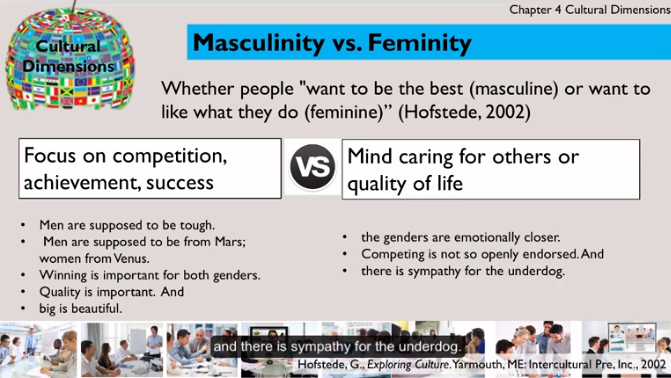 Chapter 4 Cultural Dimensions
Cultural
Dimensions
Masculinity vs. Feminity
Whether people "want to be the best (masculine) or want to
like what they do (feminine)” (Hofstede, 2002)
Focus on competition,
achievement, success
VS
Mind caring for others or
quality of life
• Men are supposed to be tough.
• Men are supposed to be from Mars;
women from Venus.
• Winning is important for both genders.
• Quality is important. And
• big is beautiful.
• the genders are emotionally closer.
• Competing is not so openly endorsed. And
• there is sympathy for the underdog.
and there is sympathy for the underdog.
Hofstede, G., Exploring Culture. Yarmouth, ME: Intercultural Pre, Inc., 2002